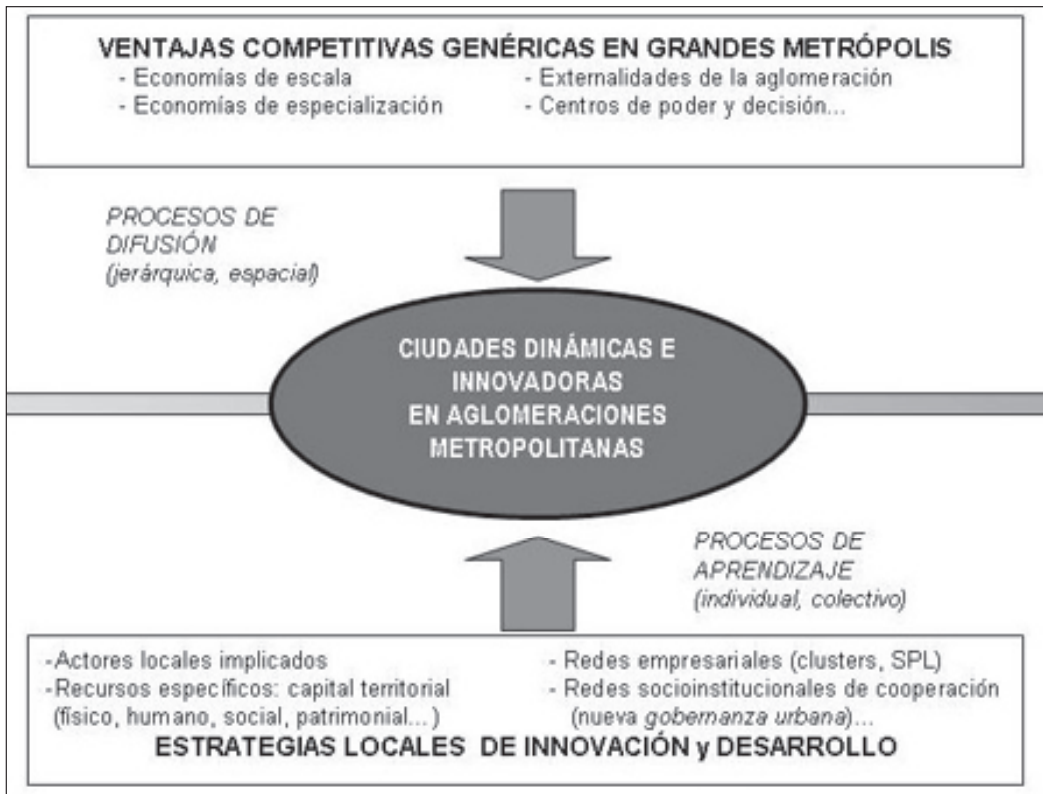 VENTAJAS COMPETITIVAS GENÉRICAS EN GRANDES METRÓPOLIS
- Economías de escala
- Economías de especialización
- Externalidades de la aglomeración
- Centros de poder y decisión...
PROCESOS DE
DIFUSIÓN
(jerárquica, espacial)
CIUDADES DINÁMICAS E
INNOVADORAS
EN AGLOMERACIONES
METROPOLITANAS
PROCESOS DE
APRENDIZAJE
(individual, colectivo)
-Actores locales implicados
-Recursos específicos: capital territorial
(físico, humano, social, patrimonial...)
- Redes empresariales (clusters, SPL)
- Redes socioinstitucionales de cooperación
(nueva gobernanza urbana)...
ESTRATEGIAS LOCALES DE INNOVACIÓN y DESARROLLO